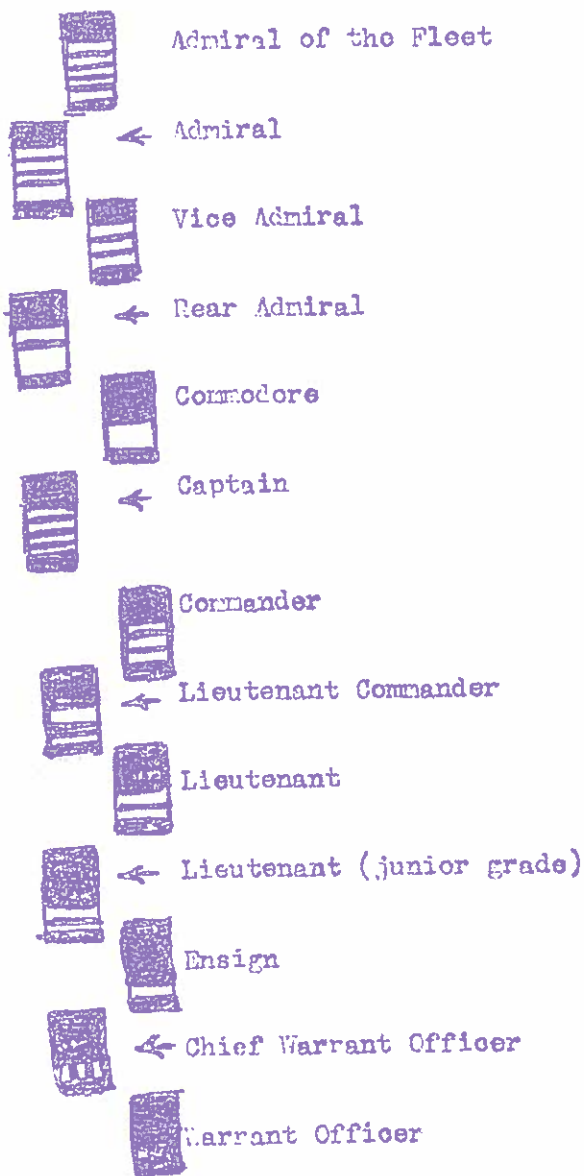 Admiral of the Fleet
Admiral
Vice Admiral
Rear Admiral
Commodore
Captain
Commander
Lieutenant Commander
Lieutenant
Lieutenant (junior grade)
Ensign
Chief Warrant Officer
Warrant Officer